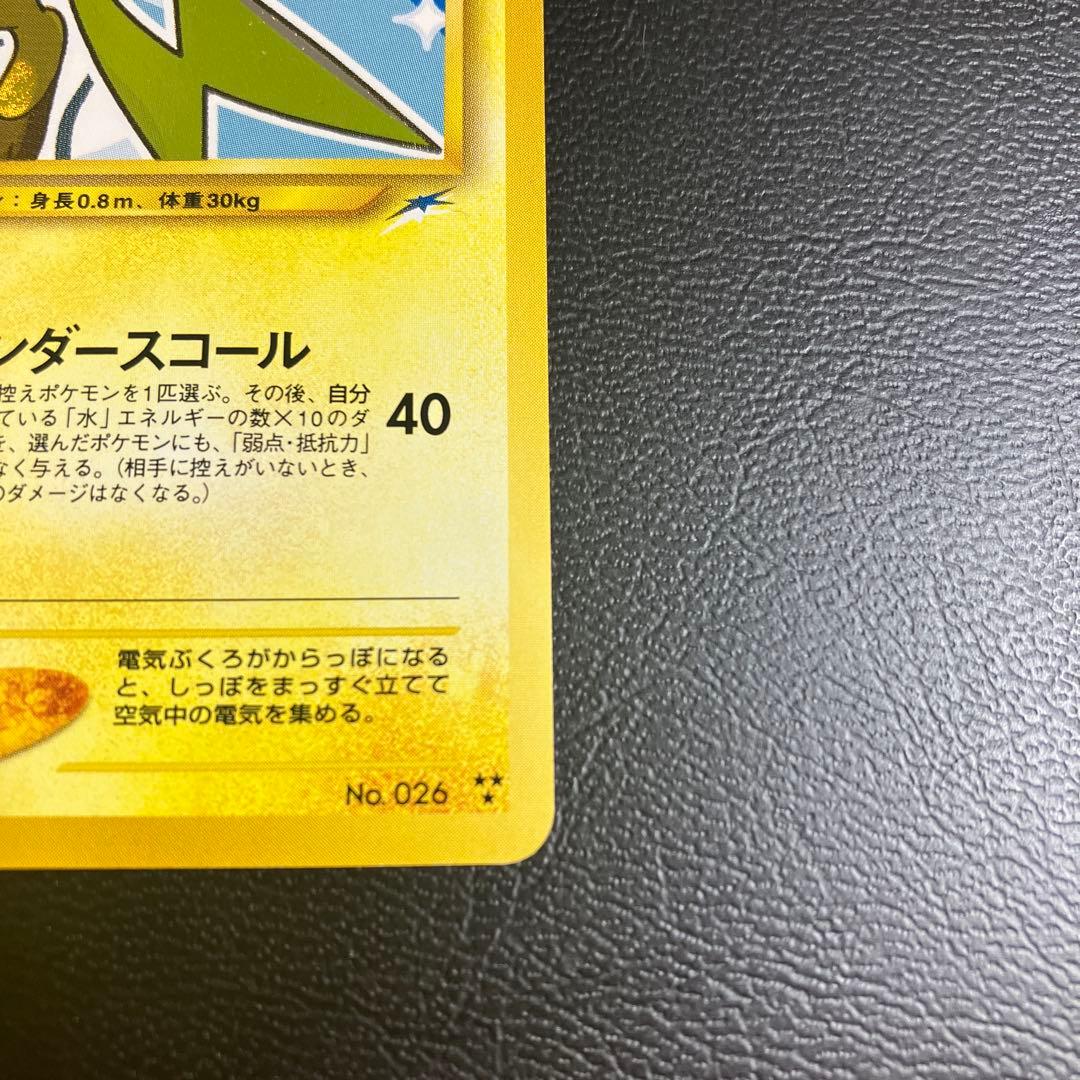 ：身長0.8m、体重30kg
ンダースコール
控えポケモンを1匹選ぶ。その後、自分
ている「水」エネルギーの数×10のダ
、選んだポケモンにも、「弱点・抵抗力」
なく与える。（相手に控えがいないとき、
のダメージはなくなる。）
40
電気ぶくろがからっぽになる
と、しっぽをまっすぐ立てて
空気中の電気を集める。
No. 026 ★★★